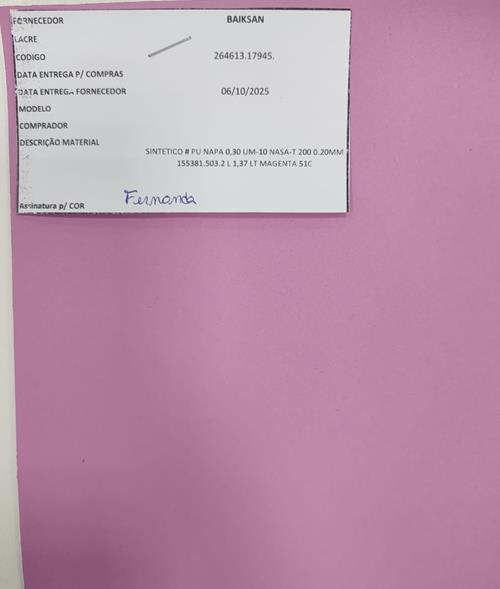 FORNECEDOR BAIKSAN
LACRE
CODIGO 264613.17945.
DATA ENTREGA P/ COMPRAS
DATA ENTREGA FORNECEDOR 06/10/2025
MODELO
COMPRADOR
DESCRIÇÃO MATERIAL
SINTETICO # PU NAPA 0,30 UM-10 NASA-T 200 0.20MM
155381.503.2 L 1,37 LT MAGENTA 51C
Assinatura p/ COR Fernanda